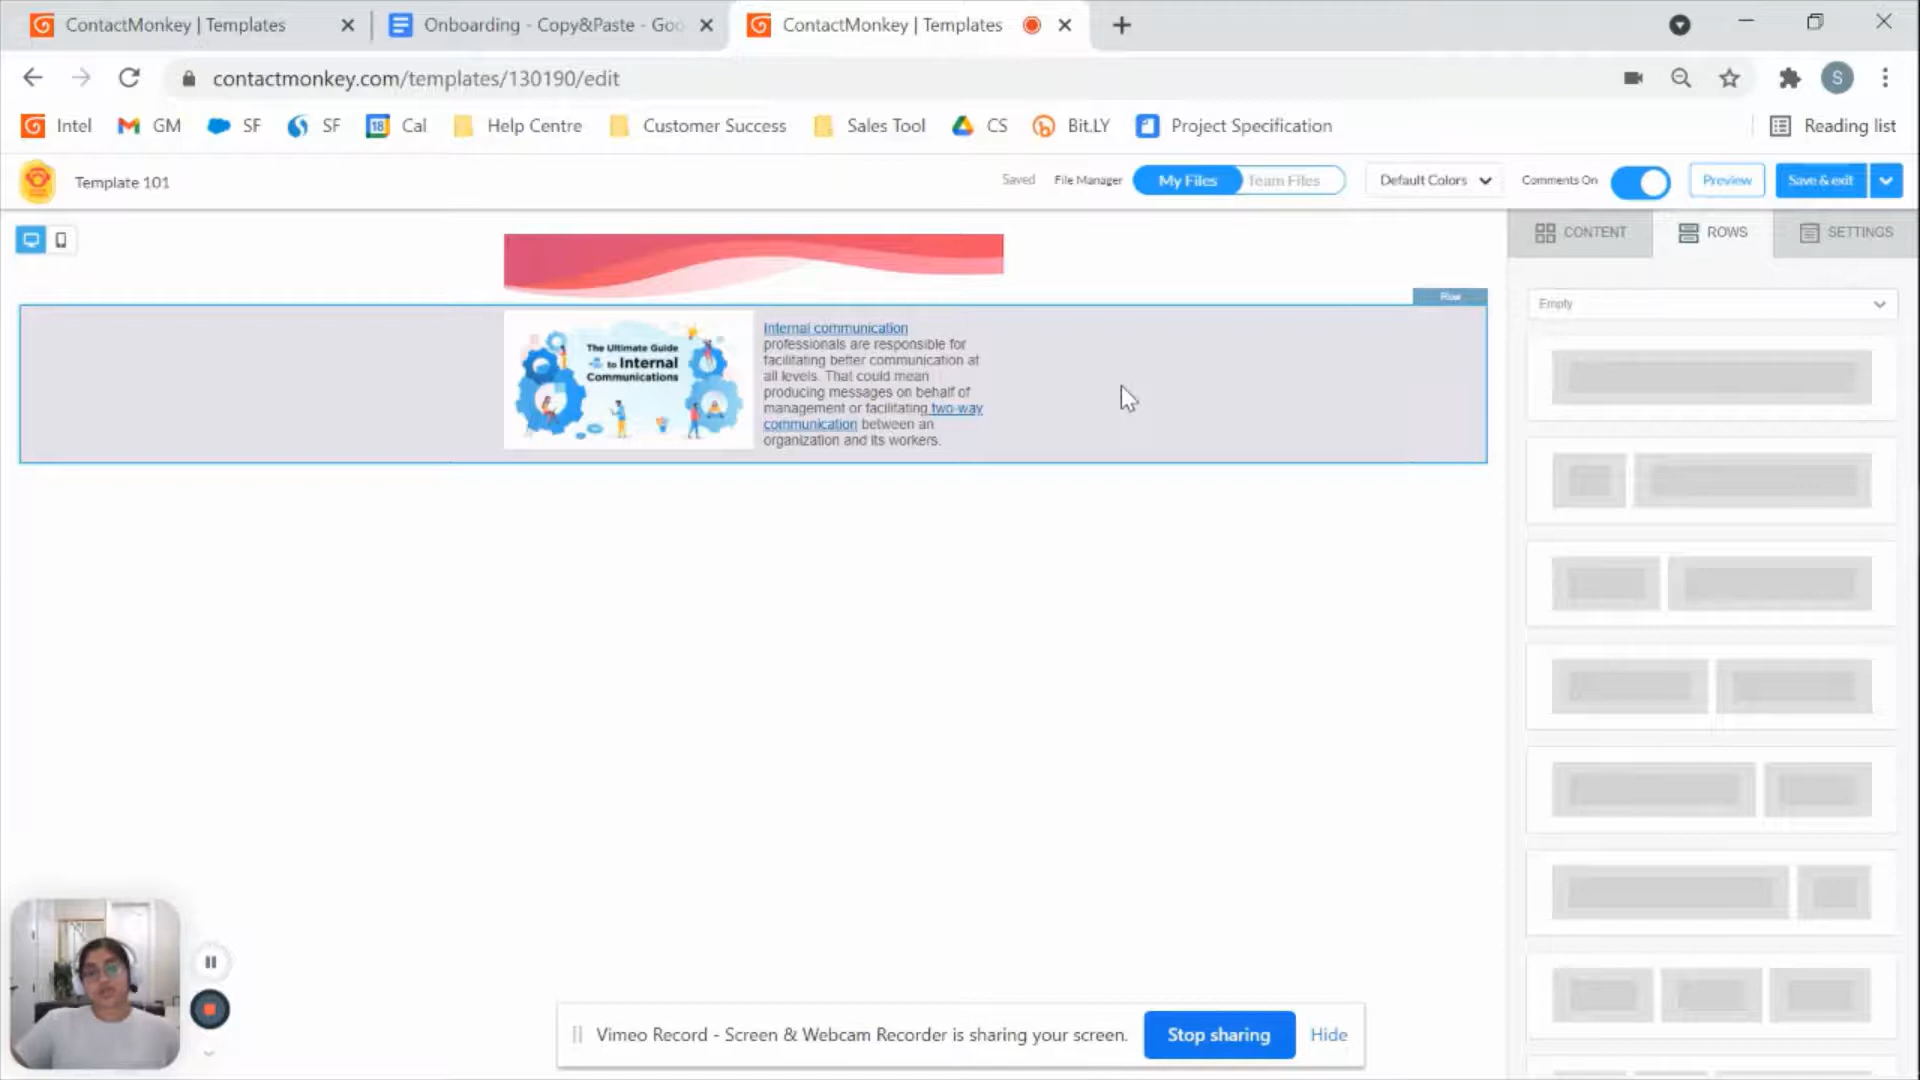 ContactMonkey | Templates
Onboarding - Copy&Paste - Goo
ContactMonkey | Templates
contactmonkey.com/templates/130190/edit
S
Intel
GM
SF
SF
18
Cal
Help Centre
Customer Success
Sales Tool
CS
Bit.LY
Project Specification
Reading list
Template 101
Saved
File Manager
My Files
Team Files
Default Colors
Comments On
Preview
Save & exit
CONTENT
ROWS
SETTINGS
Row
Empty
The Ultimate Guide
to Internal
Communications
Internal communication
professionals are responsible for
facilitating better communication at
all levels. That could mean
producing messages on behalf of
management or facilitating two-way
communication between an
organization and its workers.
Vimeo Record - Screen & Webcam Recorder is sharing your screen.
Stop sharing
Hide